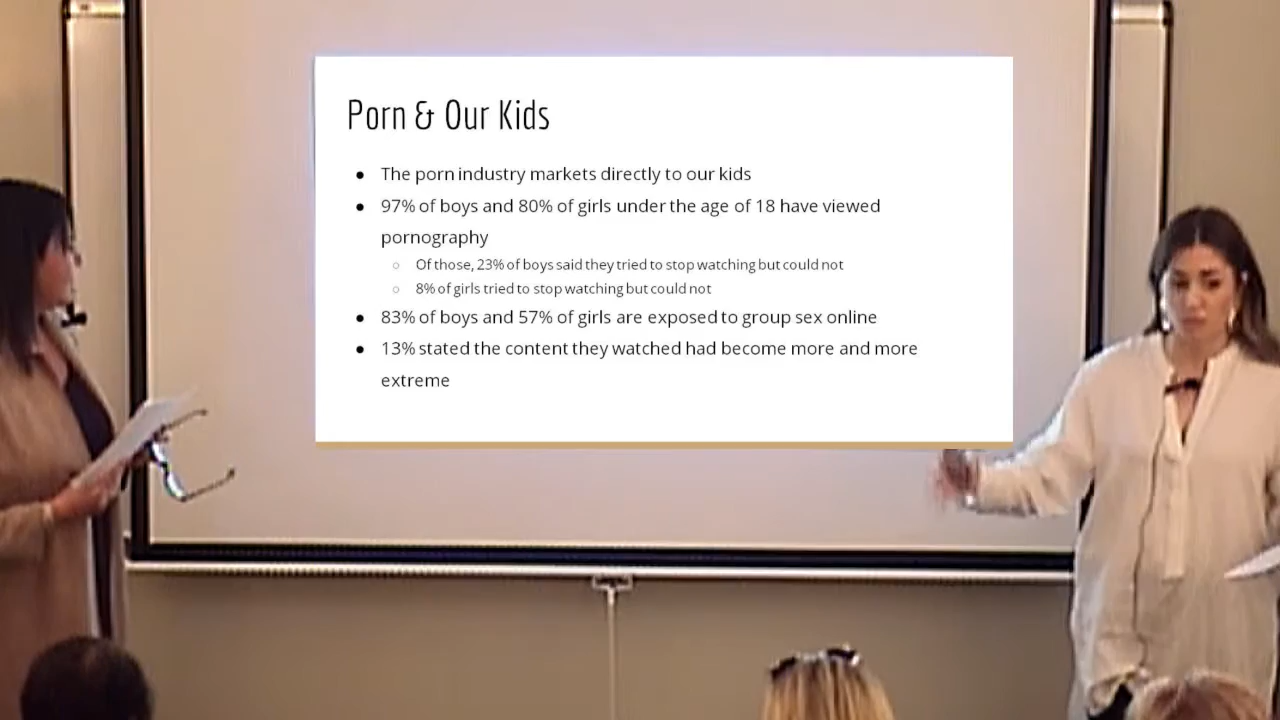 Porn & Our Kids
● The porn industry markets directly to our kids
● 97% of boys and 80% of girls under the age of 18 have viewed
pornography
○ Of those, 23% of boys said they tried to stop watching but could not
○ 8% of girls tried to stop watching but could not
● 83% of boys and 57% of girls are exposed to group sex online
● 13% stated the content they watched had become more and more
extreme